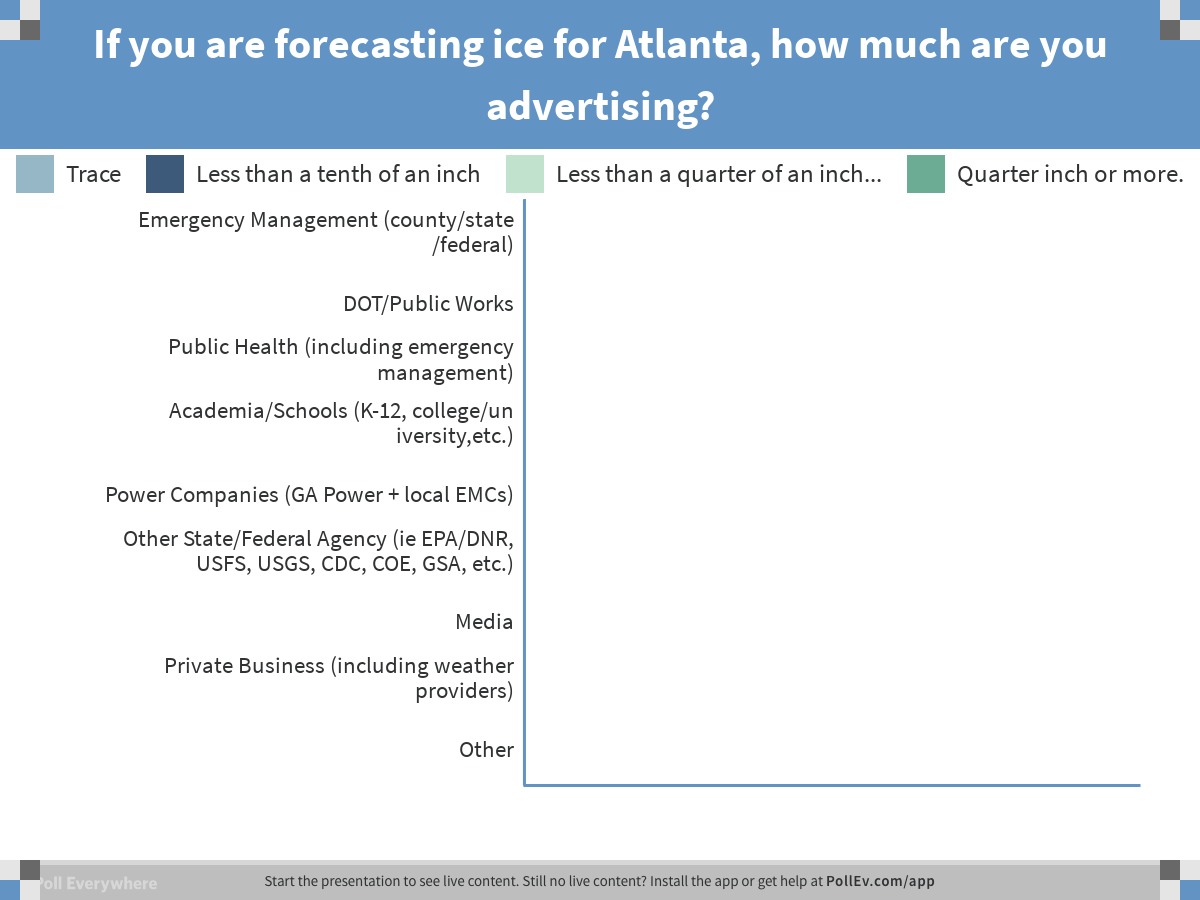 If you are forecasting ice for Atlanta, how much are you
advertising?
Trace
Less than a tenth of an inch
Less than a quarter of an inch...
Quarter inch or more.
Emergency Management (county/state
/federal)
DOT/Public Works
Public Health (including emergency
management)
Academia/Schools (K-12, college/un
iversity,etc.)
Power Companies (GA Power + local EMCs)
Other State/Federal Agency (ie EPA/DNR,
USFS, USGS, CDC, COE, GSA, etc.)
Media
Private Business (including weather
providers)
Other
Poll Everywhere
Start the presentation to see live content. Still no live content? Install the app or get help at PollEv.com/app